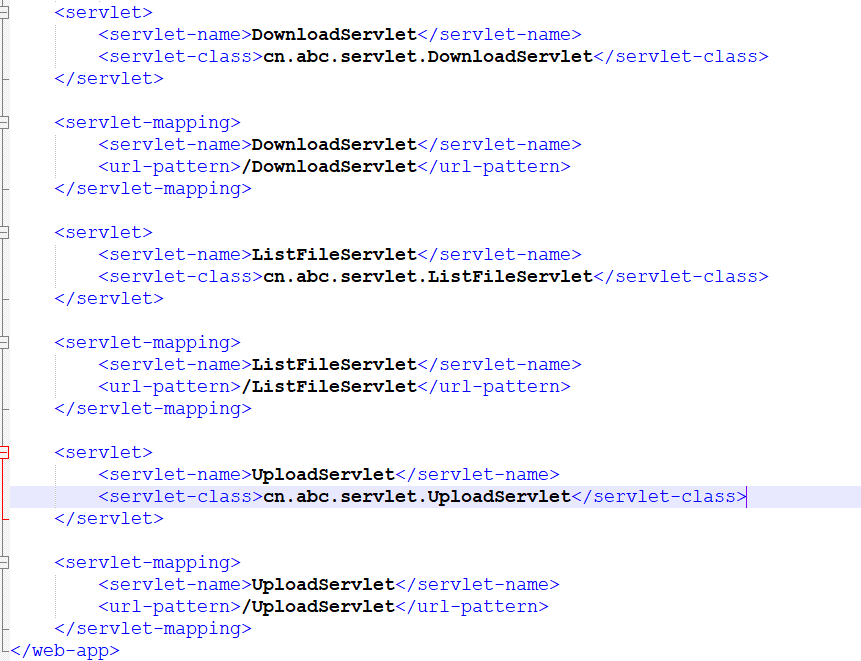 <servlet>
<servlet-name>DownloadServlet</servlet-name>
<servlet-class>cn.abc.servlet.DownloadServlet</servlet-class>
</servlet>
<servlet-mapping>
<servlet-name>DownloadServlet</servlet-name>
<url-pattern>/DownloadServlet</url-pattern>
</servlet-mapping>
<servlet>
<servlet-name>ListFileServlet</servlet-name>
<servlet-class>cn.abc.servlet.ListFileServlet</servlet-class>
</servlet>
<servlet-mapping>
<servlet-name>ListFileServlet</servlet-name>
<url-pattern>/ListFileServlet</url-pattern>
</servlet-mapping>
<servlet>
<servlet-name>UploadServlet</servlet-name>
<servlet-class>cn.abc.servlet.UploadServlet</servlet-class>
</servlet>
<servlet-mapping>
<servlet-name>UploadServlet</servlet-name>
<url-pattern>/UploadServlet</url-pattern>
</servlet-mapping>
</web-app>